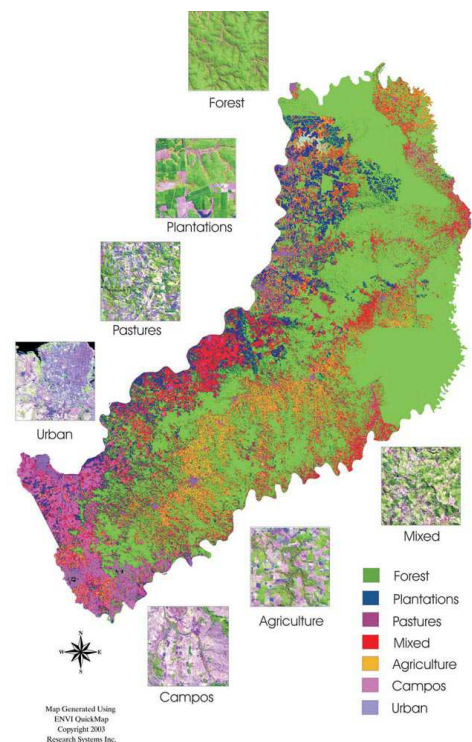 Forest
Plantations
Pastures
Urban
Mixed
Agriculture
Campos
Forest
Plantations
Pastures
Mixed
Agriculture
Campos
Urban
N
W E
S
Map Generated Using
ENVI QuickMap
Copyright 2003
Research Systems Inc.